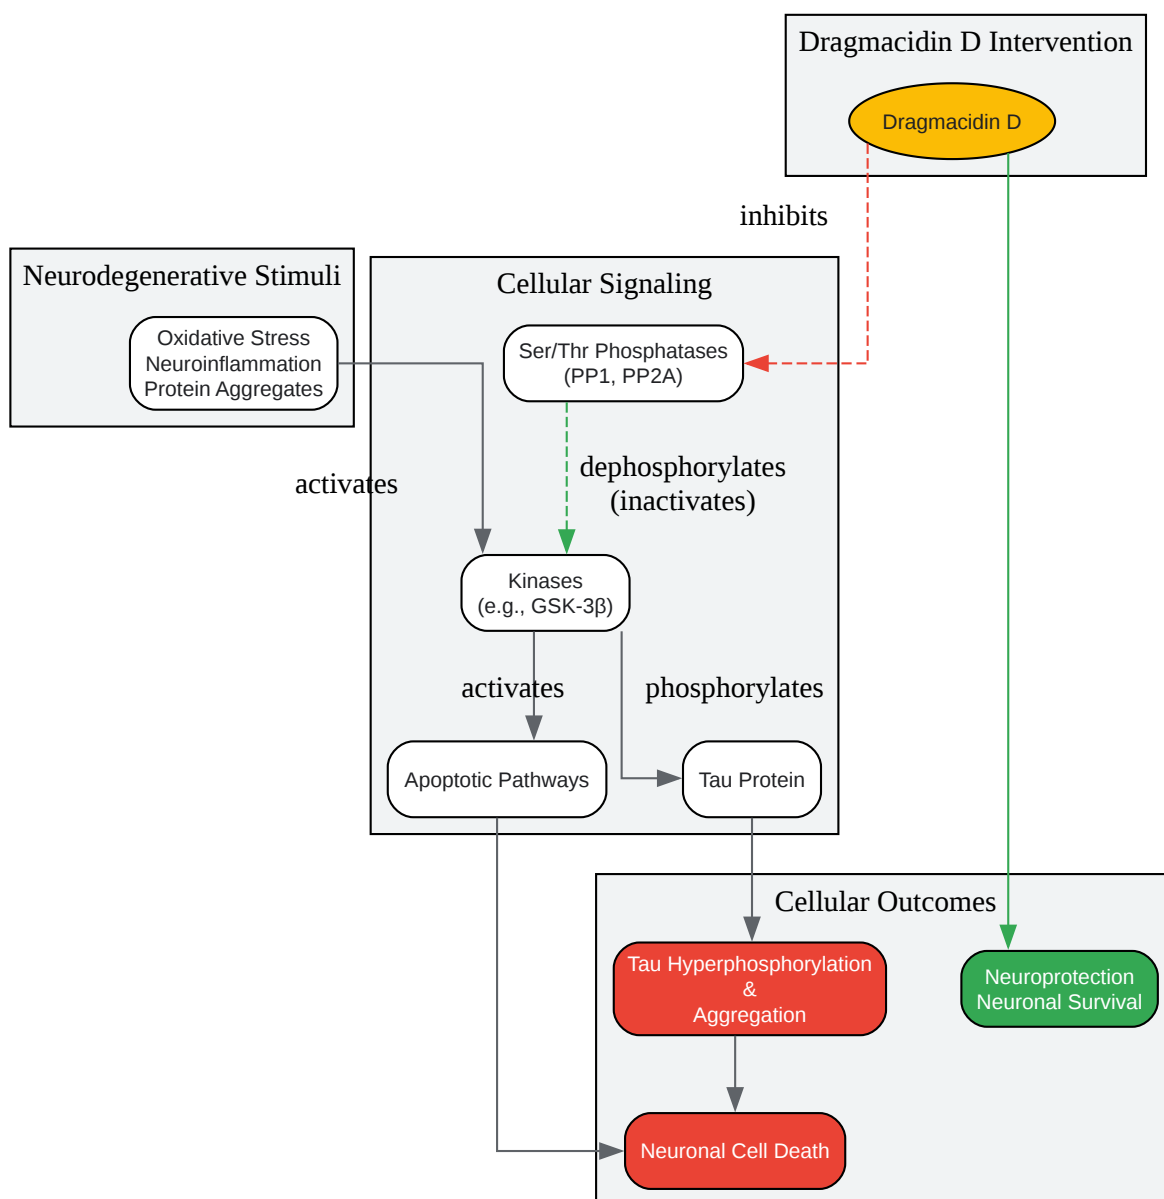 Dragmacidin D Intervention
Dragmacidin D
inhibits
Neurodegenerative Stimuli
Oxidative Stress
Neuroinflammation
Protein Aggregates
Cellular Signaling
Ser/Thr Phosphatases
(PP1, PP2A)
activates
dephosphorylates
(inactivates)
Kinases
(e.g., GSK-3β)
activates
phosphorylates
Apoptotic Pathways
Tau Protein
Cellular Outcomes
Tau Hyperphosphorylation
&
Aggregation
Neuroprotection
Neuronal Survival
Neuronal Cell Death